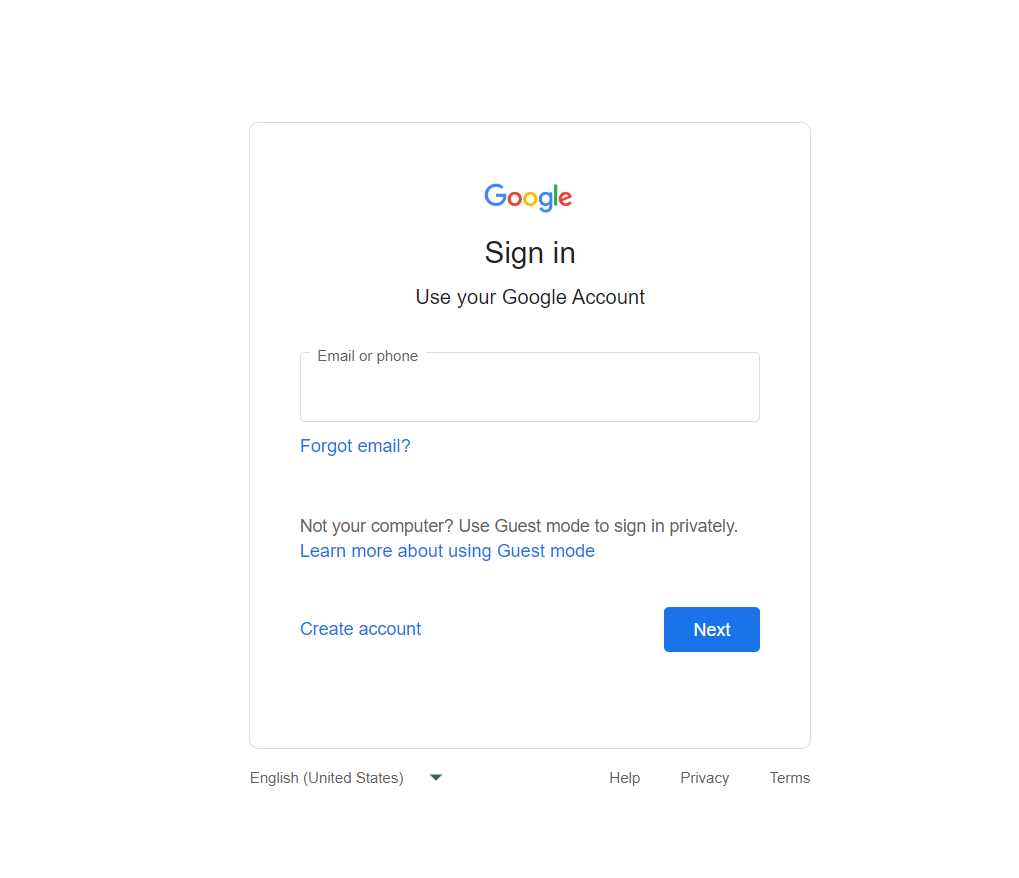 Google
Sign in
Use your Google Account
Email or phone
Forgot email?
Not your computer? Use Guest mode to sign in privately.
Learn more about using Guest mode
Create account
Next
English (United States)
Help
Privacy
Terms